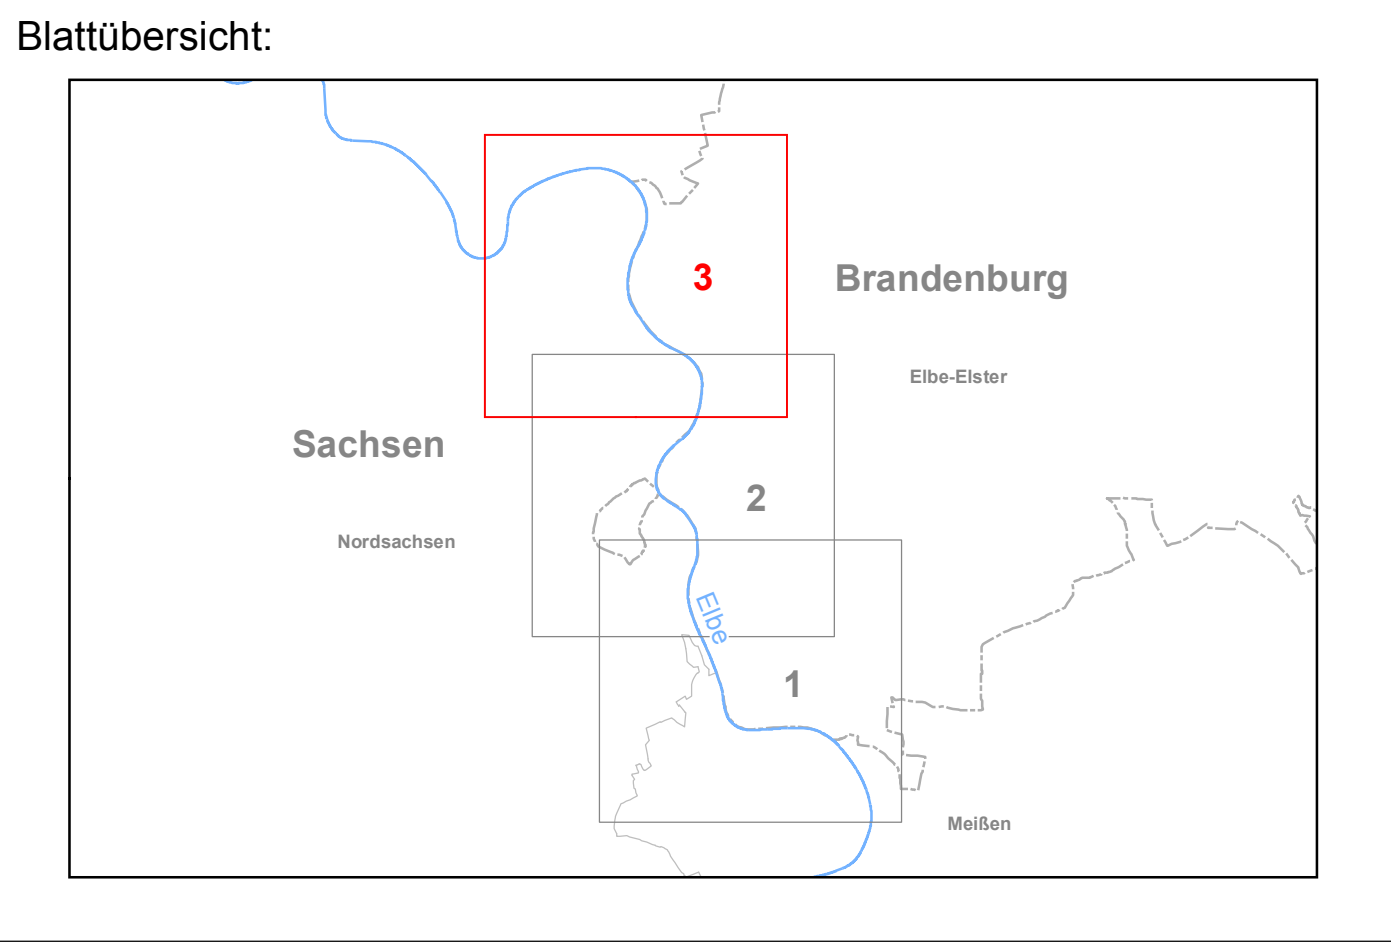 Blattübersicht:
3
Brandenburg
Elbe-Elster
Sachsen
2
Nordsachsen
Elbe
1
Meißen